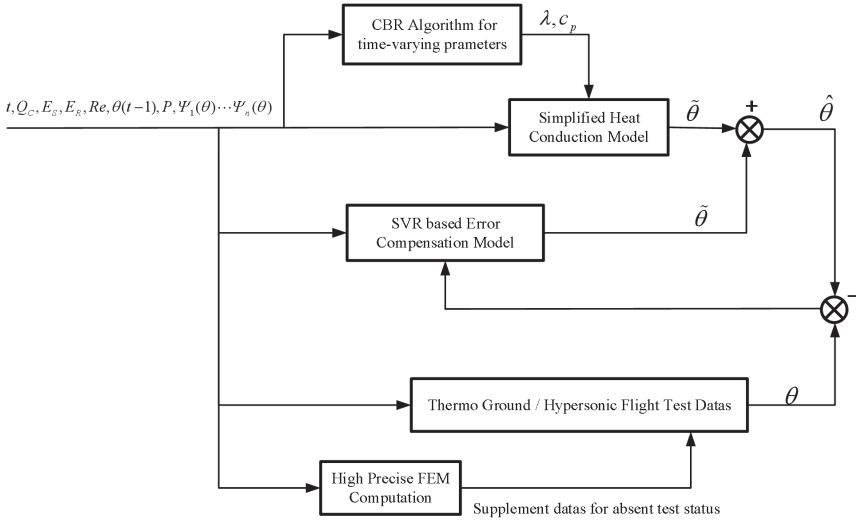 CBR Algorithm for
time-varying prameters
λ, c_p
t, Q_C, E_S, E_R, Re, θ(t−1), P, Ψ_1(θ)⋯Ψ_n(θ)
Simplified Heat
Conduction Model
θ̃
+
θ̂
SVR based Error
Compensation Model
θ̃
−
Thermo Ground / Hypersonic Flight Test Datas
θ
High Precise FEM
Computation
Supplement datas for absent test status